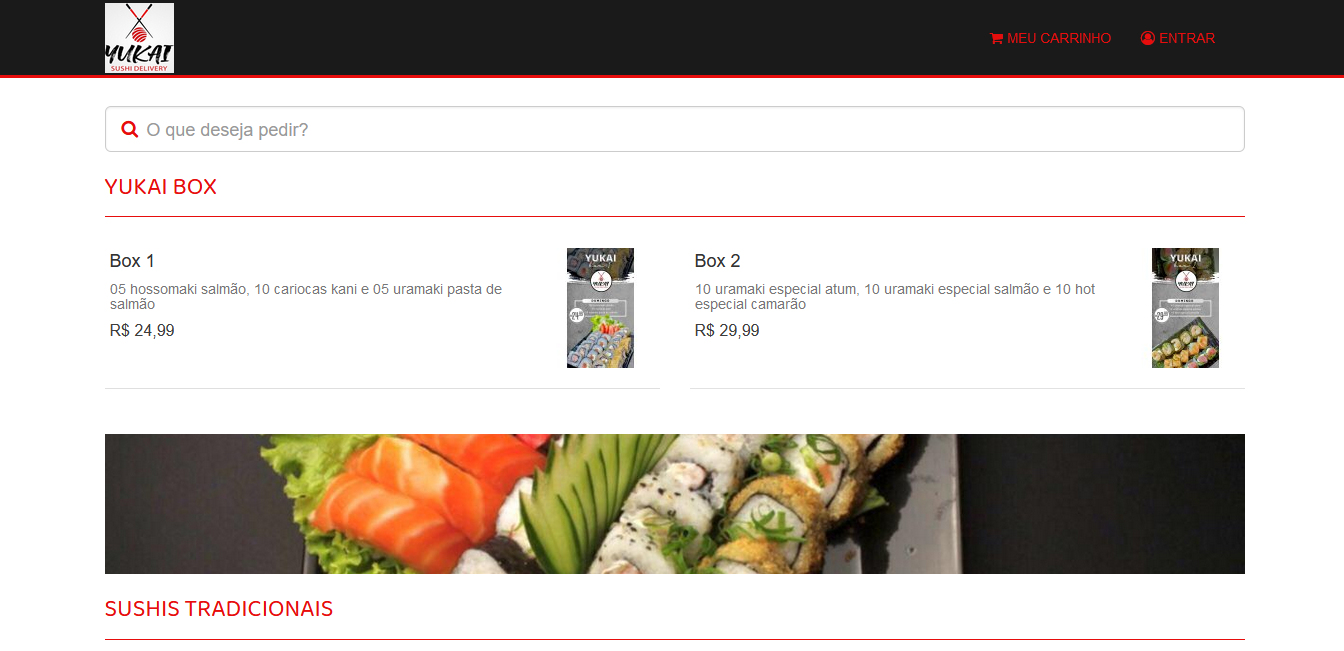 YUKAI
SUSHI DELIVERY
MEU CARRINHO
ENTRAR
O que deseja pedir?
YUKAI BOX
Box 1
05 hossomaki salmão, 10 cariocas kani e 05 uramaki pasta de
salmão
R$ 24,99
YUKAI
DOMINGO
Box 2
10 uramaki especial atum, 10 uramaki especial salmão e 10 hot
especial camarão
R$ 29,99
YUKAI
DOMINGO
SUSHIS TRADICIONAIS